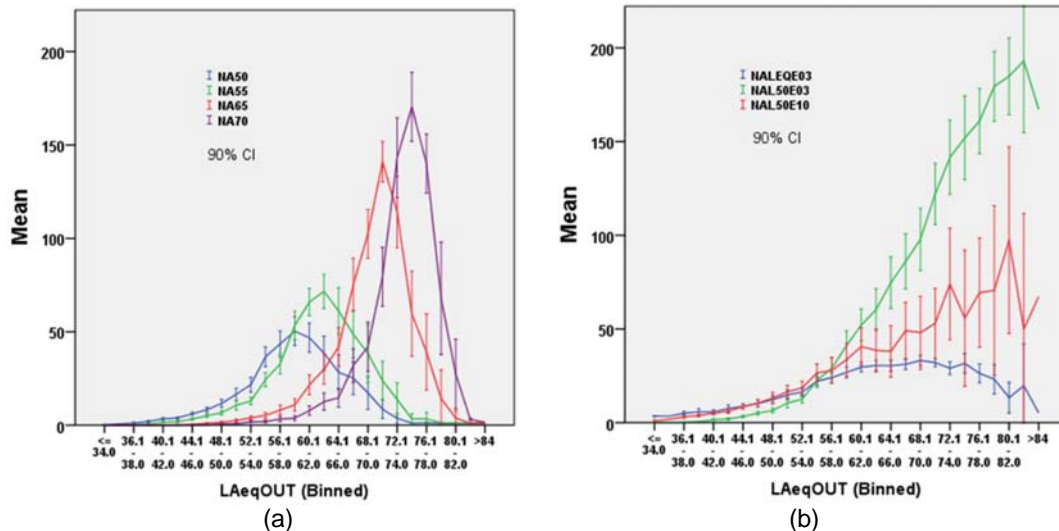 200
150
100
50
0
Mean
NA50
NA55
NA65
NA70
90% CI
<= 36.1 40.1 44.1 48.1 52.1 56.1 60.1 64.1 68.1 72.1 76.1 80.1 >84
34.0 - - - - - - - - - - - -
38.0 42.0 46.0 50.0 54.0 58.0 62.0 66.0 70.0 74.0 78.0 82.0
LAeqOUT (Binned)
(a)
200
150
100
50
0
Mean
NALEQE03
NAL50E03
NAL50E10
90% CI
<= 36.1 40.1 44.1 48.1 52.1 56.1 60.1 64.1 68.1 72.1 76.1 80.1 >84
34.0 - - - - - - - - - - - -
38.0 42.0 46.0 50.0 54.0 58.0 62.0 66.0 70.0 74.0 78.0 82.0
LAeqOUT (Binned)
(b)